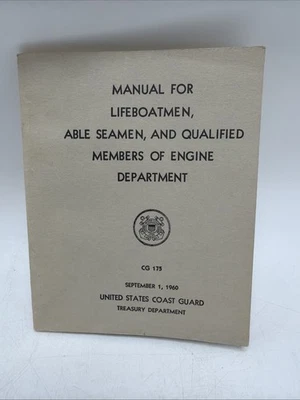 MANUAL FOR
LIFEBOATMEN,
ABLE SEAMEN, AND QUALIFIED
MEMBERS OF ENGINE
DEPARTMENT
CG 175
SEPTEMBER 1, 1960
UNITED STATES COAST GUARD
TREASURY DEPARTMENT